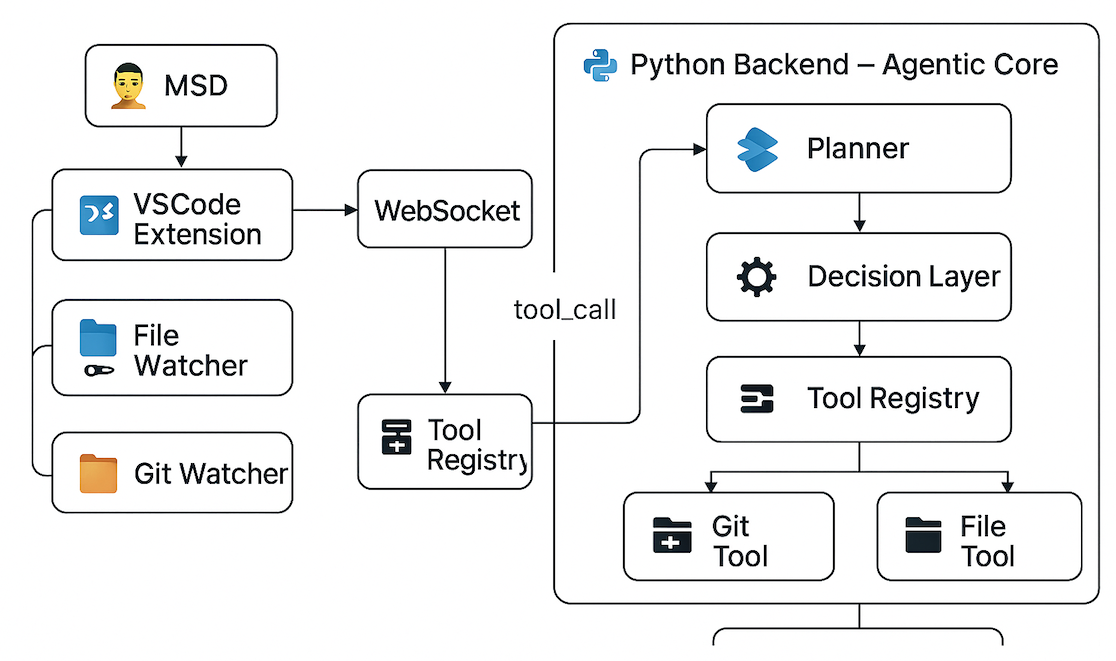 MSD
VSCode
Extension
File
Watcher
Git Watcher
WebSocket
Tool
Registry
tool_call
Python Backend – Agentic Core
Planner
Decision Layer
Tool Registry
Git
Tool
File
Tool